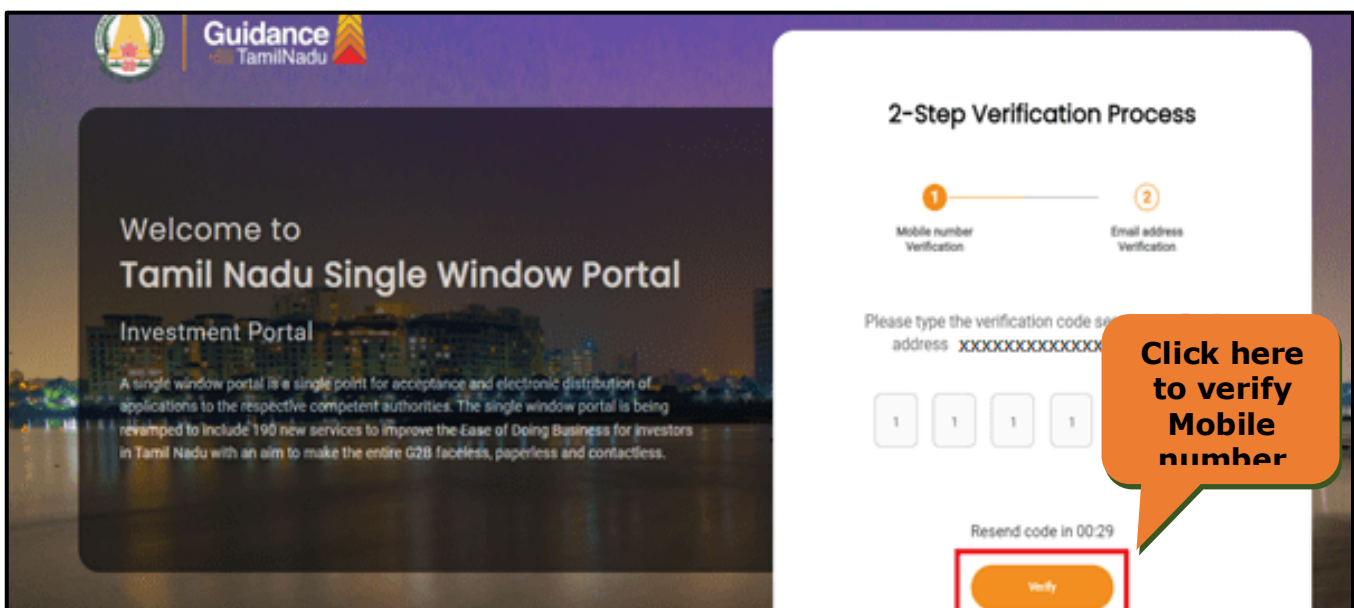 Guidance
TamilNadu
Welcome to
Tamil Nadu Single Window Portal
Investment Portal
A single window portal is a single point for acceptance and electronic distribution of
applications to the respective competent authorities. The single window portal is being
revamped to include 190 new services to improve the Ease of Doing Business for investors
in Tamil Nadu with an aim to make the entire G2B faceless, paperless and contactless.
2-Step Verification Process
1
2
Mobile number
Verification
Email address
Verification
Please type the verification code
address xxxxxxxxxxxxx
1 1 1 1
Click here
to verify
Mobile
number
Resend code in 00:29
Verify